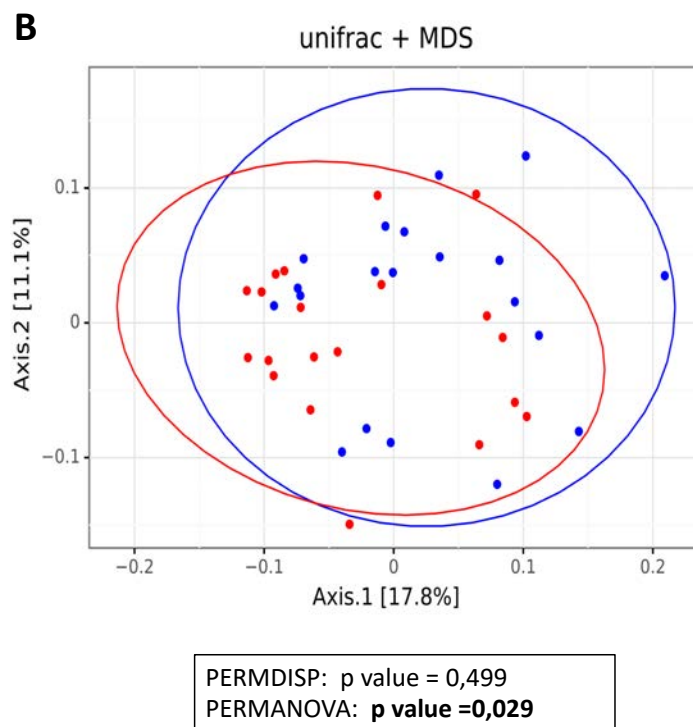 B
unifrac + MDS
Axis.2 [11.1%]
0.1
0
−0.1
−0.2
−0.1
0
0.1
0.2
Axis.1 [17.8%]
PERMDISP: p value = 0,499
PERMANOVA: p value =0,029